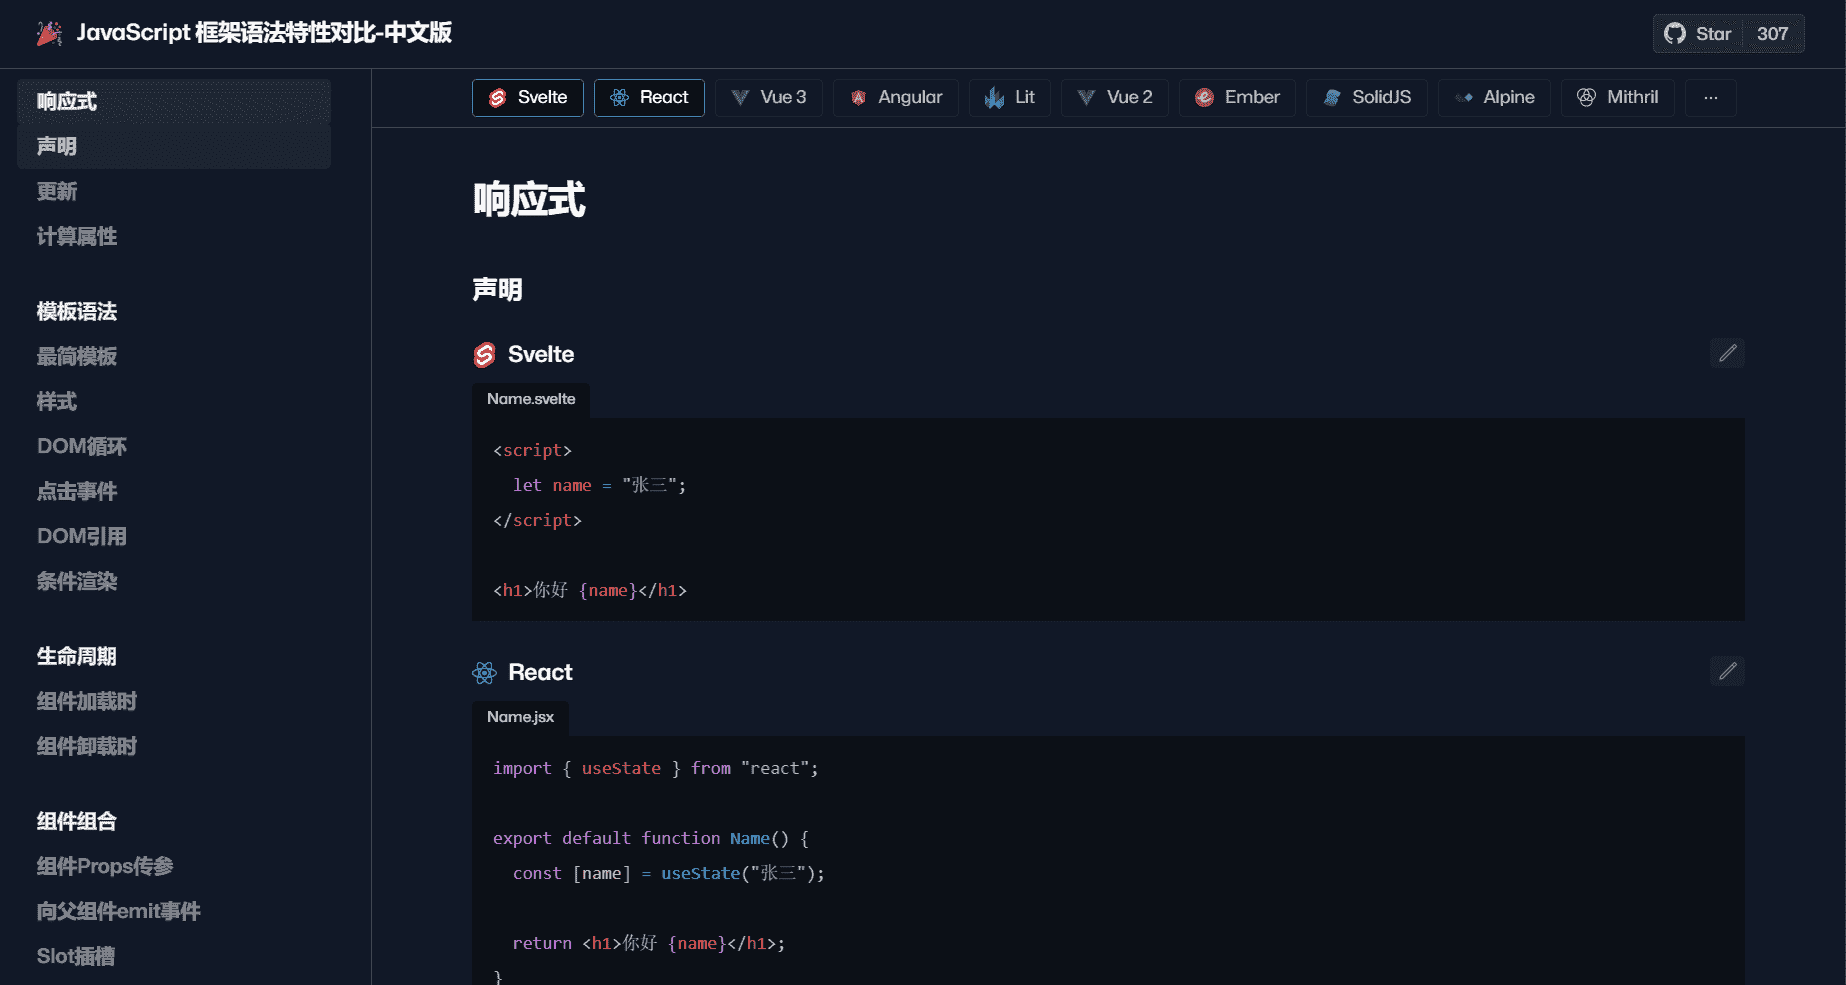 JavaScript 框架语法特性对比-中文版
Star 307
响应式
声明
更新
计算属性
模板语法
最简模板
样式
DOM循环
点击事件
DOM引用
条件渲染
生命周期
组件加载时
组件卸载时
组件组合
组件Props传参
向父组件emit事件
Slot插槽
Svelte React Vue 3 Angular Lit Vue 2 Ember SolidJS Alpine Mithril ...
响应式
声明
Svelte
Name.svelte
<script>
  let name = "张三";
</script>
<h1>你好 {name}</h1>
React
Name.jsx
import { useState } from "react";
export default function Name() {
  const [name] = useState("张三");
  return <h1>你好 {name}</h1>;
}